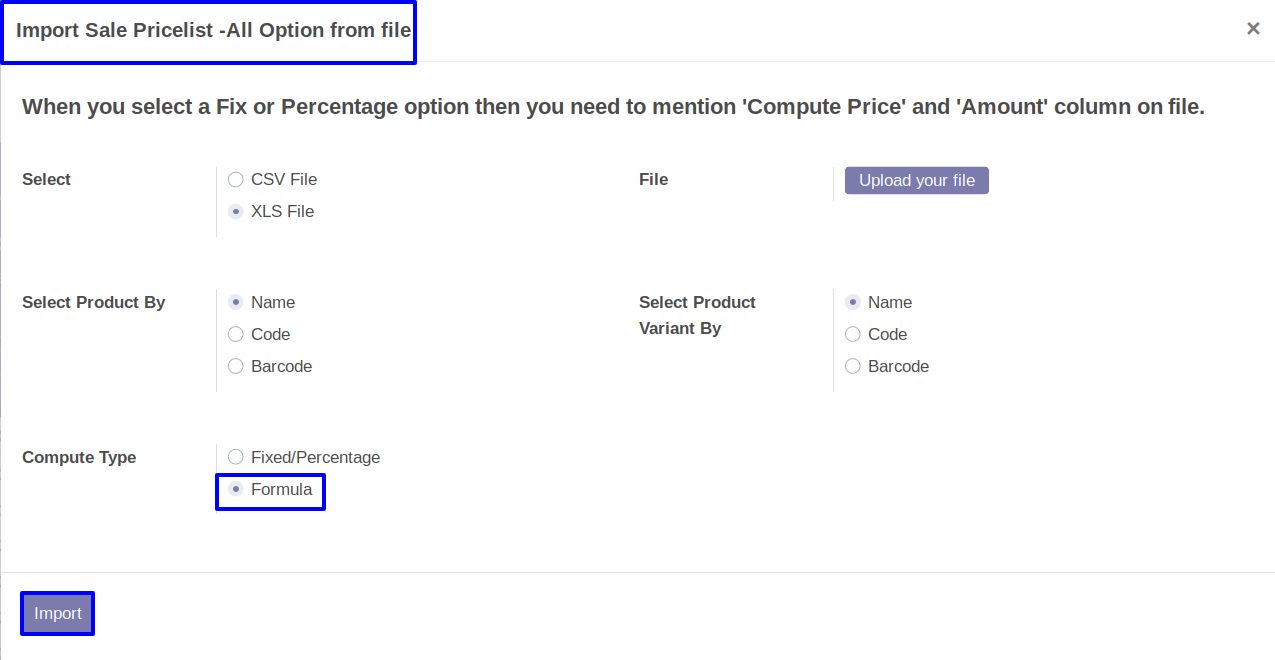 Import Sale Pricelist -All Option from file
×
When you select a Fix or Percentage option then you need to mention 'Compute Price' and 'Amount' column on file.
Select
CSV File
XLS File
File
Upload your file
Select Product By
Name
Code
Barcode
Select Product
Variant By
Name
Code
Barcode
Compute Type
Fixed/Percentage
Formula
Import